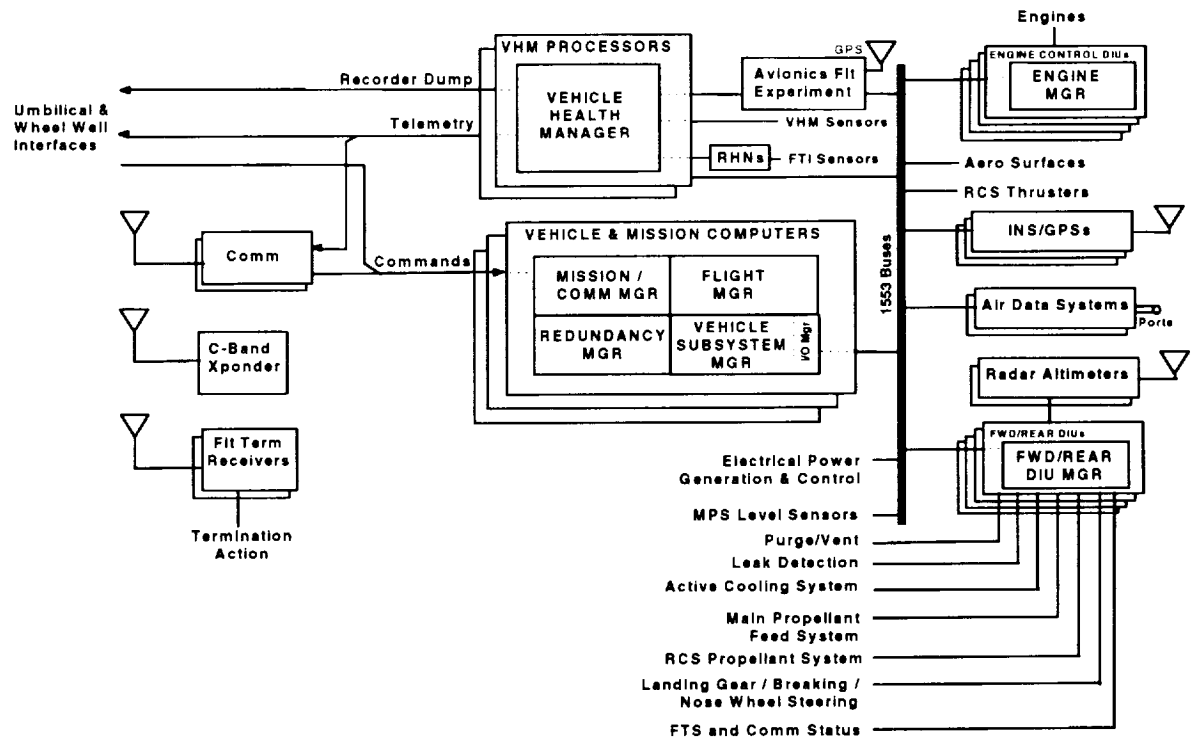 Engines
VHM PROCESSORS
GPS
ENGINE CONTROL DIUs
Recorder Dump
Avionics Flt
Experiment
ENGINE
MGR
VEHICLE
HEALTH
MANAGER
Umbilical &
Wheel Well
Interfaces
Telemetry
VHM Sensors
RHNs
FTI Sensors
Aero Surfaces
RCS Thrusters
VEHICLE & MISSION COMPUTERS
INS/GPSs
Comm
Commands
MISSION /
COMM MGR
FLIGHT
MGR
1553 Buses
REDUNDANCY
MGR
VEHICLE
SUBSYSTEM
MGR
I/O Mgr
Air Data Systems
Ports
C-Band
Xponder
Radar Altimeters
Flt Term
Receivers
FWD/REAR DIUs
FWD/REAR
DIU MGR
Electrical Power
Generation & Control
MPS Level Sensors
Termination
Action
Purge/Vent
Leak Detection
Active Cooling System
Main Propellant
Feed System
RCS Propellant System
Landing Gear / Breaking /
Nose Wheel Steering
FTS and Comm Status